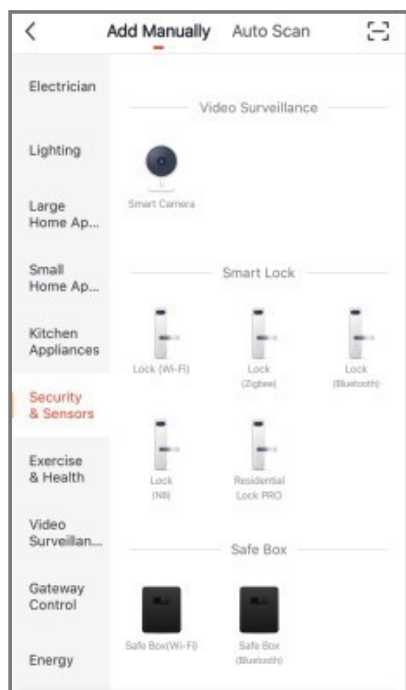 Add Manually Auto Scan
Electrician
Lighting
Large
Home Ap...
Small
Home Ap...
Kitchen
Appliances
Security
& Sensors
Exercise
& Health
Video
Surveillan...
Gateway
Control
Energy
Video Surveillance
Smart Camera
Smart Lock
Lock (Wi-Fi)
Lock
(Zigbee)
Lock
(Bluetooth)
Lock
(NB)
Residential
Lock PRO
Safe Box
Safe Box(Wi-Fi)
Safe Box
(Bluetooth)